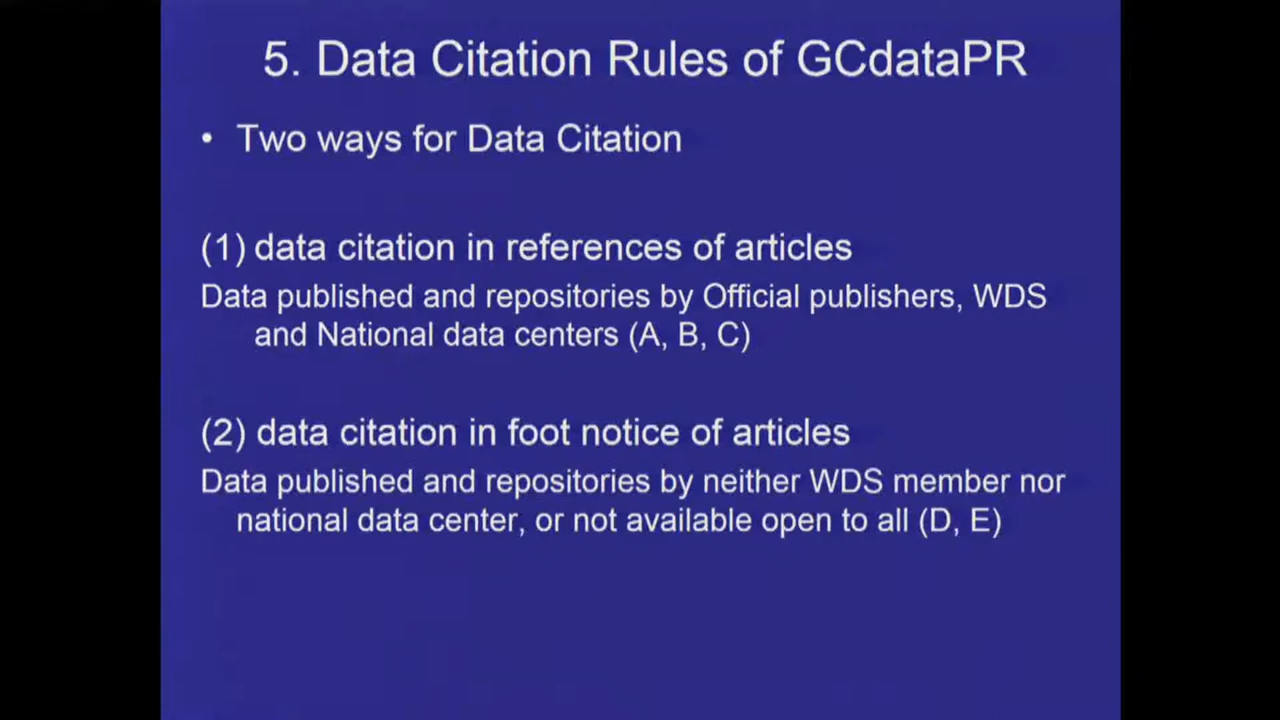 5. Data Citation Rules of GCdataPR
• Two ways for Data Citation
(1) data citation in references of articles
Data published and repositories by Official publishers, WDS
and National data centers (A, B, C)
(2) data citation in foot notice of articles
Data published and repositories by neither WDS member nor
national data center, or not available open to all (D, E)